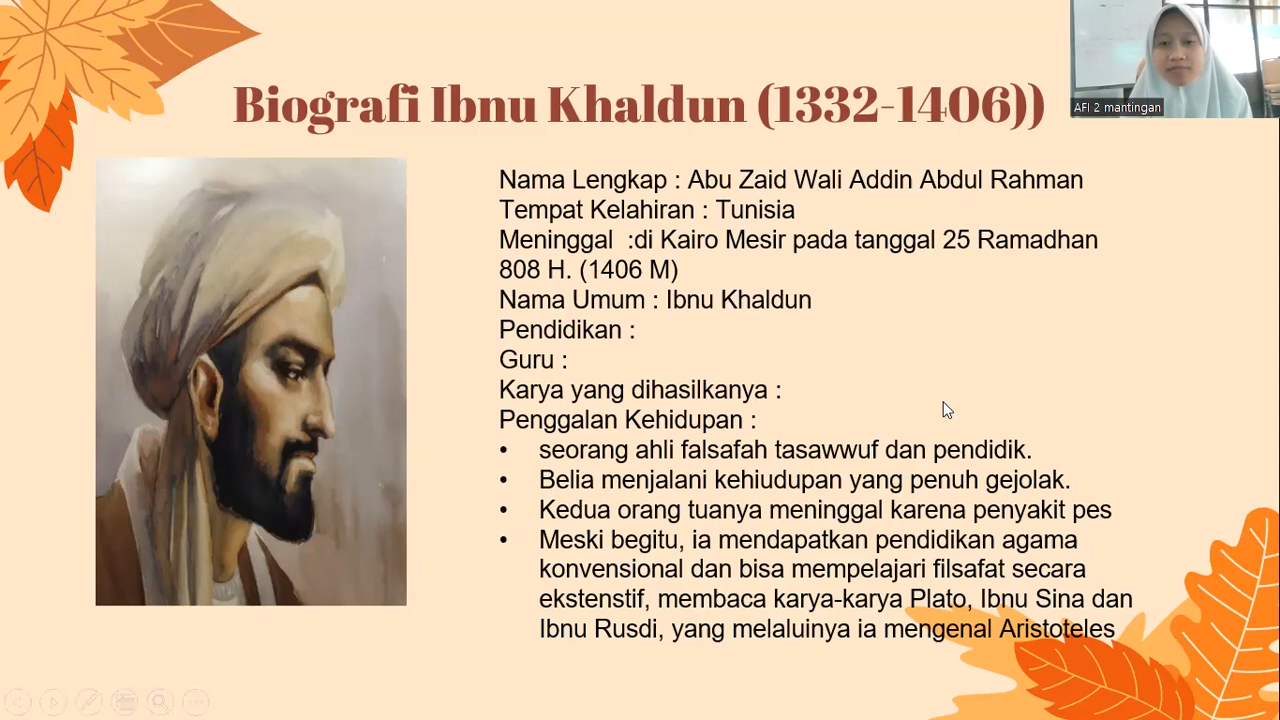 Biografi Ibnu Khaldun (1332-1406))
AFI 2 mantingan
Nama Lengkap : Abu Zaid Wali Addin Abdul Rahman
Tempat Kelahiran : Tunisia
Meninggal  :di Kairo Mesir pada tanggal 25 Ramadhan
808 H. (1406 M)
Nama Umum : Ibnu Khaldun
Pendidikan :
Guru :
Karya yang dihasilkanya :
Penggalan Kehidupan :
• seorang ahli falsafah tasawwuf dan pendidik.
• Belia menjalani kehiudupan yang penuh gejolak.
• Kedua orang tuanya meninggal karena penyakit pes
• Meski begitu, ia mendapatkan pendidikan agama
konvensional dan bisa mempelajari filsafat secara
ekstenstif, membaca karya-karya Plato, Ibnu Sina dan
Ibnu Rusdi, yang melaluinya ia mengenal Aristoteles